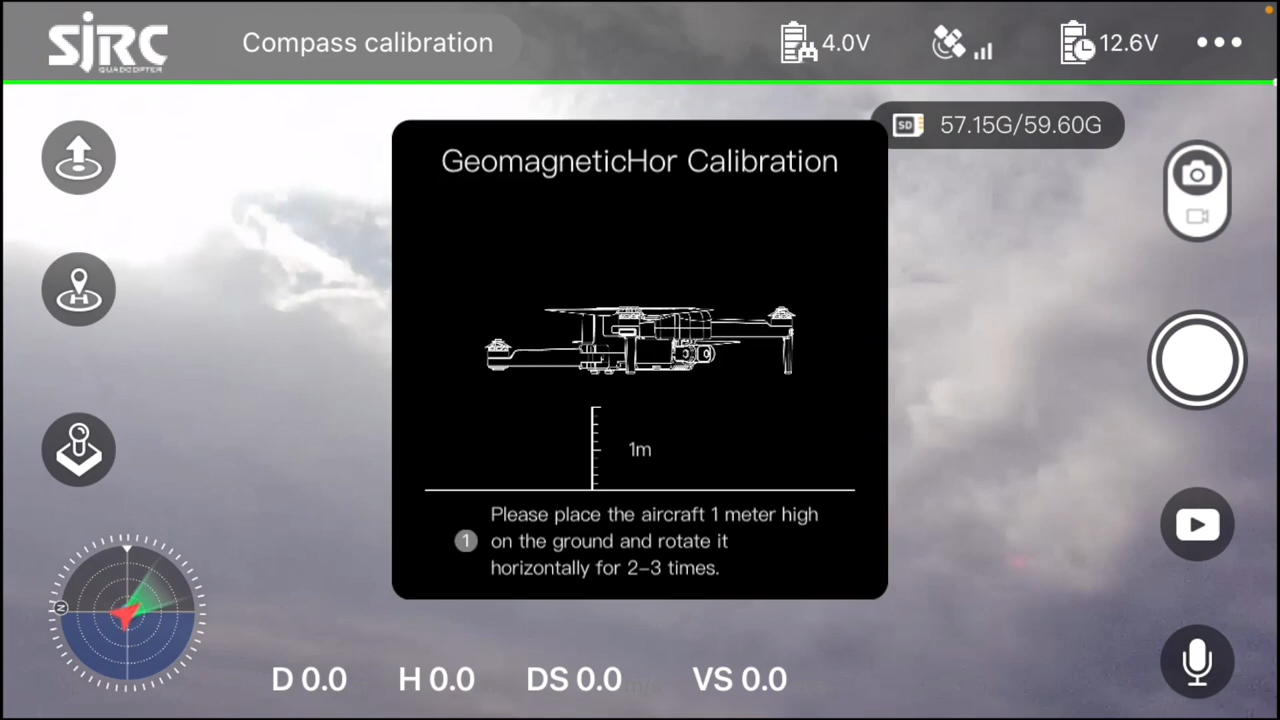 SJRC
QUADCOPTER
Compass calibration
4.0V
12.6V
SD
57.15G/59.60G
GeomagneticHor Calibration
1m
1
Please place the aircraft 1 meter high
on the ground and rotate it
horizontally for 2–3 times.
H
N
D 0.0
H 0.0
DS 0.0
VS 0.0